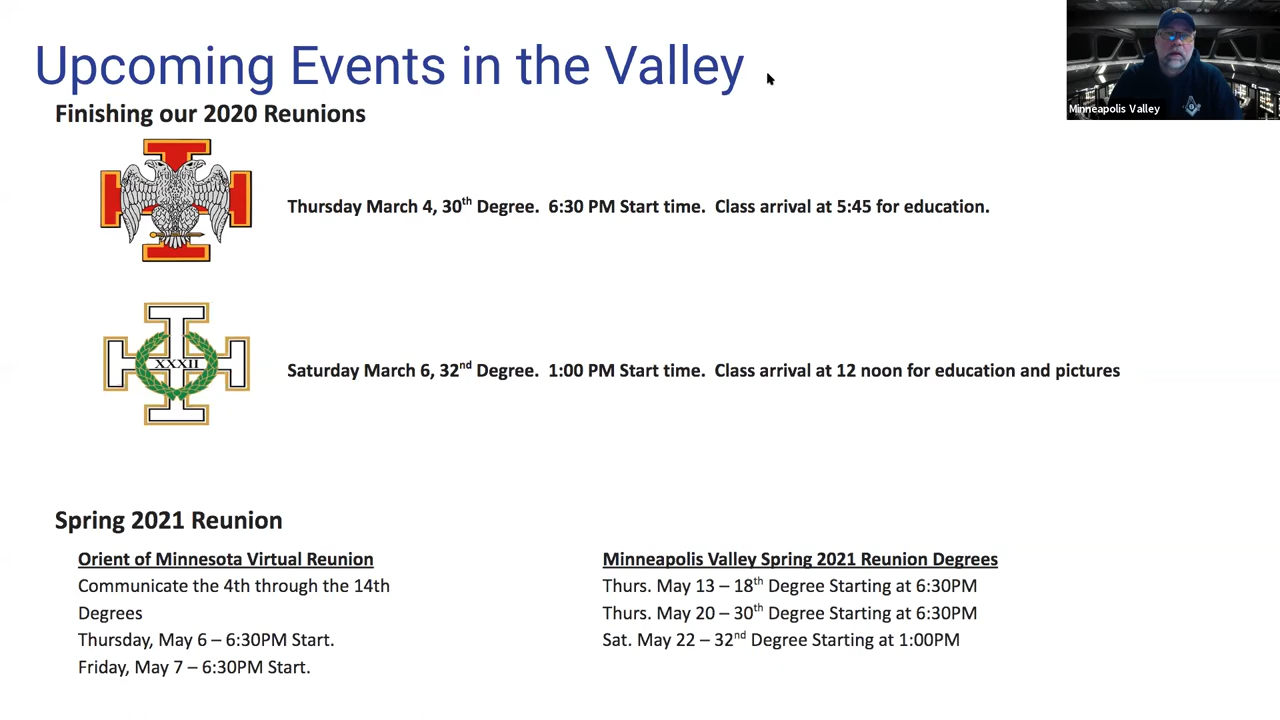 Upcoming Events in the Valley
Minneapolis Valley
Finishing our 2020 Reunions
Thursday March 4, 30th Degree.  6:30 PM Start time.  Class arrival at 5:45 for education.
XXXII
Saturday March 6, 32nd Degree.  1:00 PM Start time.  Class arrival at 12 noon for education and pictures
Spring 2021 Reunion
Orient of Minnesota Virtual Reunion
Communicate the 4th through the 14th
Degrees
Thursday, May 6 – 6:30PM Start.
Friday, May 7 – 6:30PM Start.
Minneapolis Valley Spring 2021 Reunion Degrees
Thurs. May 13 – 18th Degree Starting at 6:30PM
Thurs. May 20 – 30th Degree Starting at 6:30PM
Sat. May 22 – 32nd Degree Starting at 1:00PM